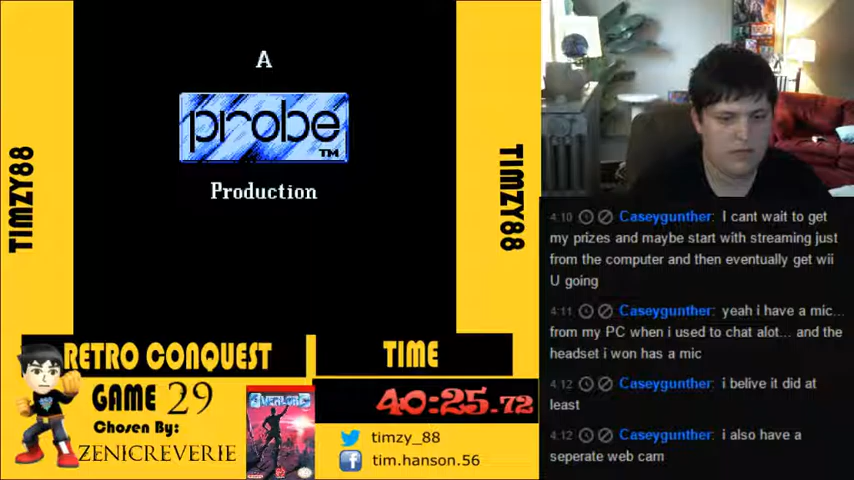 A
probe
TM
Production
TIMZY88
TIMZY88
RETRO CONQUEST
GAME 29
Chosen By:
ZENICREVERIE
OVERLORD
TIME
40:25.72
timzy_88
tim.hanson.56
4:10 Caseygunther: I cant wait to get
my prizes and maybe start with streaming just
from the computer and then eventually get wii
U going
4:11 Caseygunther: yeah i have a mic...
from my PC when i used to chat alot... and the
headset i won has a mic
4:12 Caseygunther: i belive it did at
least
4:12 Caseygunther: i also have a
seperate web cam